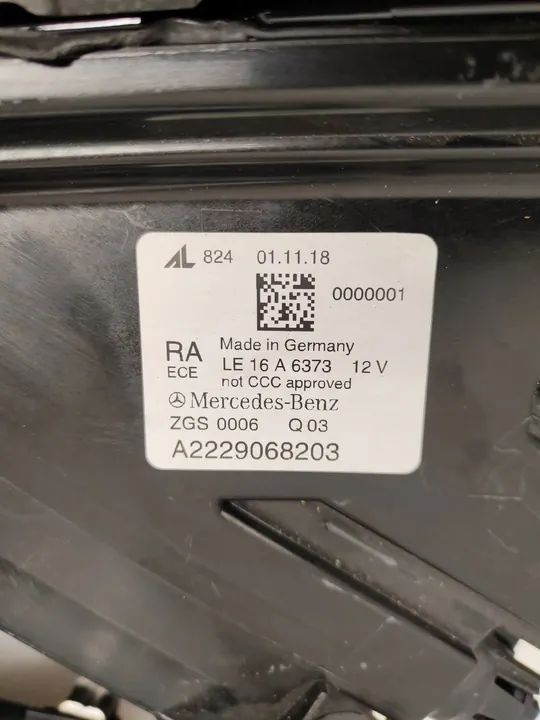 AL 824 01.11.18
0000001
Made in Germany
RA LE 16 A 6373 12 V
ECE not CCC approved
Mercedes-Benz
ZGS 0006 Q 03
A2229068203